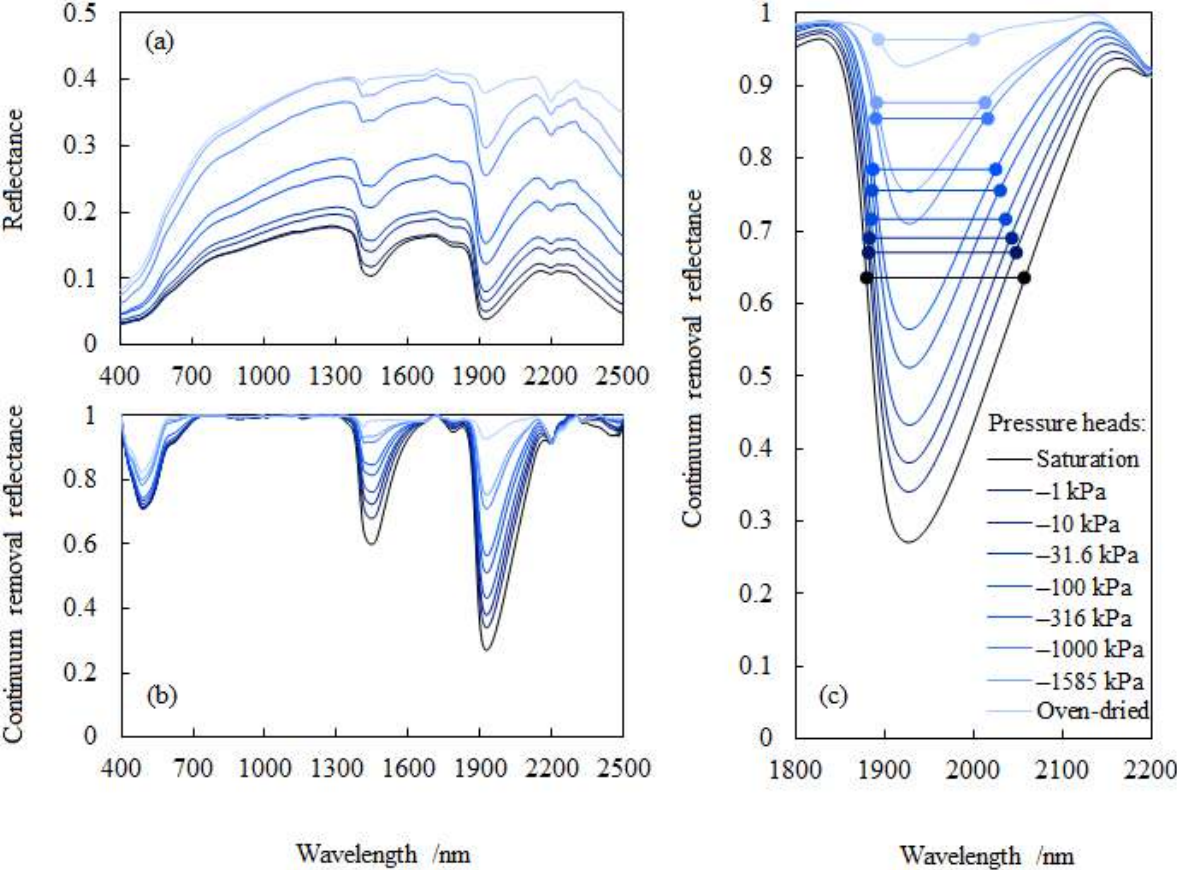 Reflectance
0.5
0.4
0.3
0.2
0.1
0
(a)
400 700 1000 1300 1600 1900 2200 2500
Continuum removal reflectance
1
0.8
0.6
0.4
0.2
0
(b)
400 700 1000 1300 1600 1900 2200 2500
Wavelength /nm
Continuum removal reflectance
1
0.9
0.8
0.7
0.6
0.5
0.4
0.3
0.2
0.1
0
Pressure heads:
Saturation
–1 kPa
–10 kPa
–31.6 kPa
–100 kPa
–316 kPa
–1000 kPa
–1585 kPa
Oven-dried
(c)
1800 1900 2000 2100 2200
Wavelength /nm